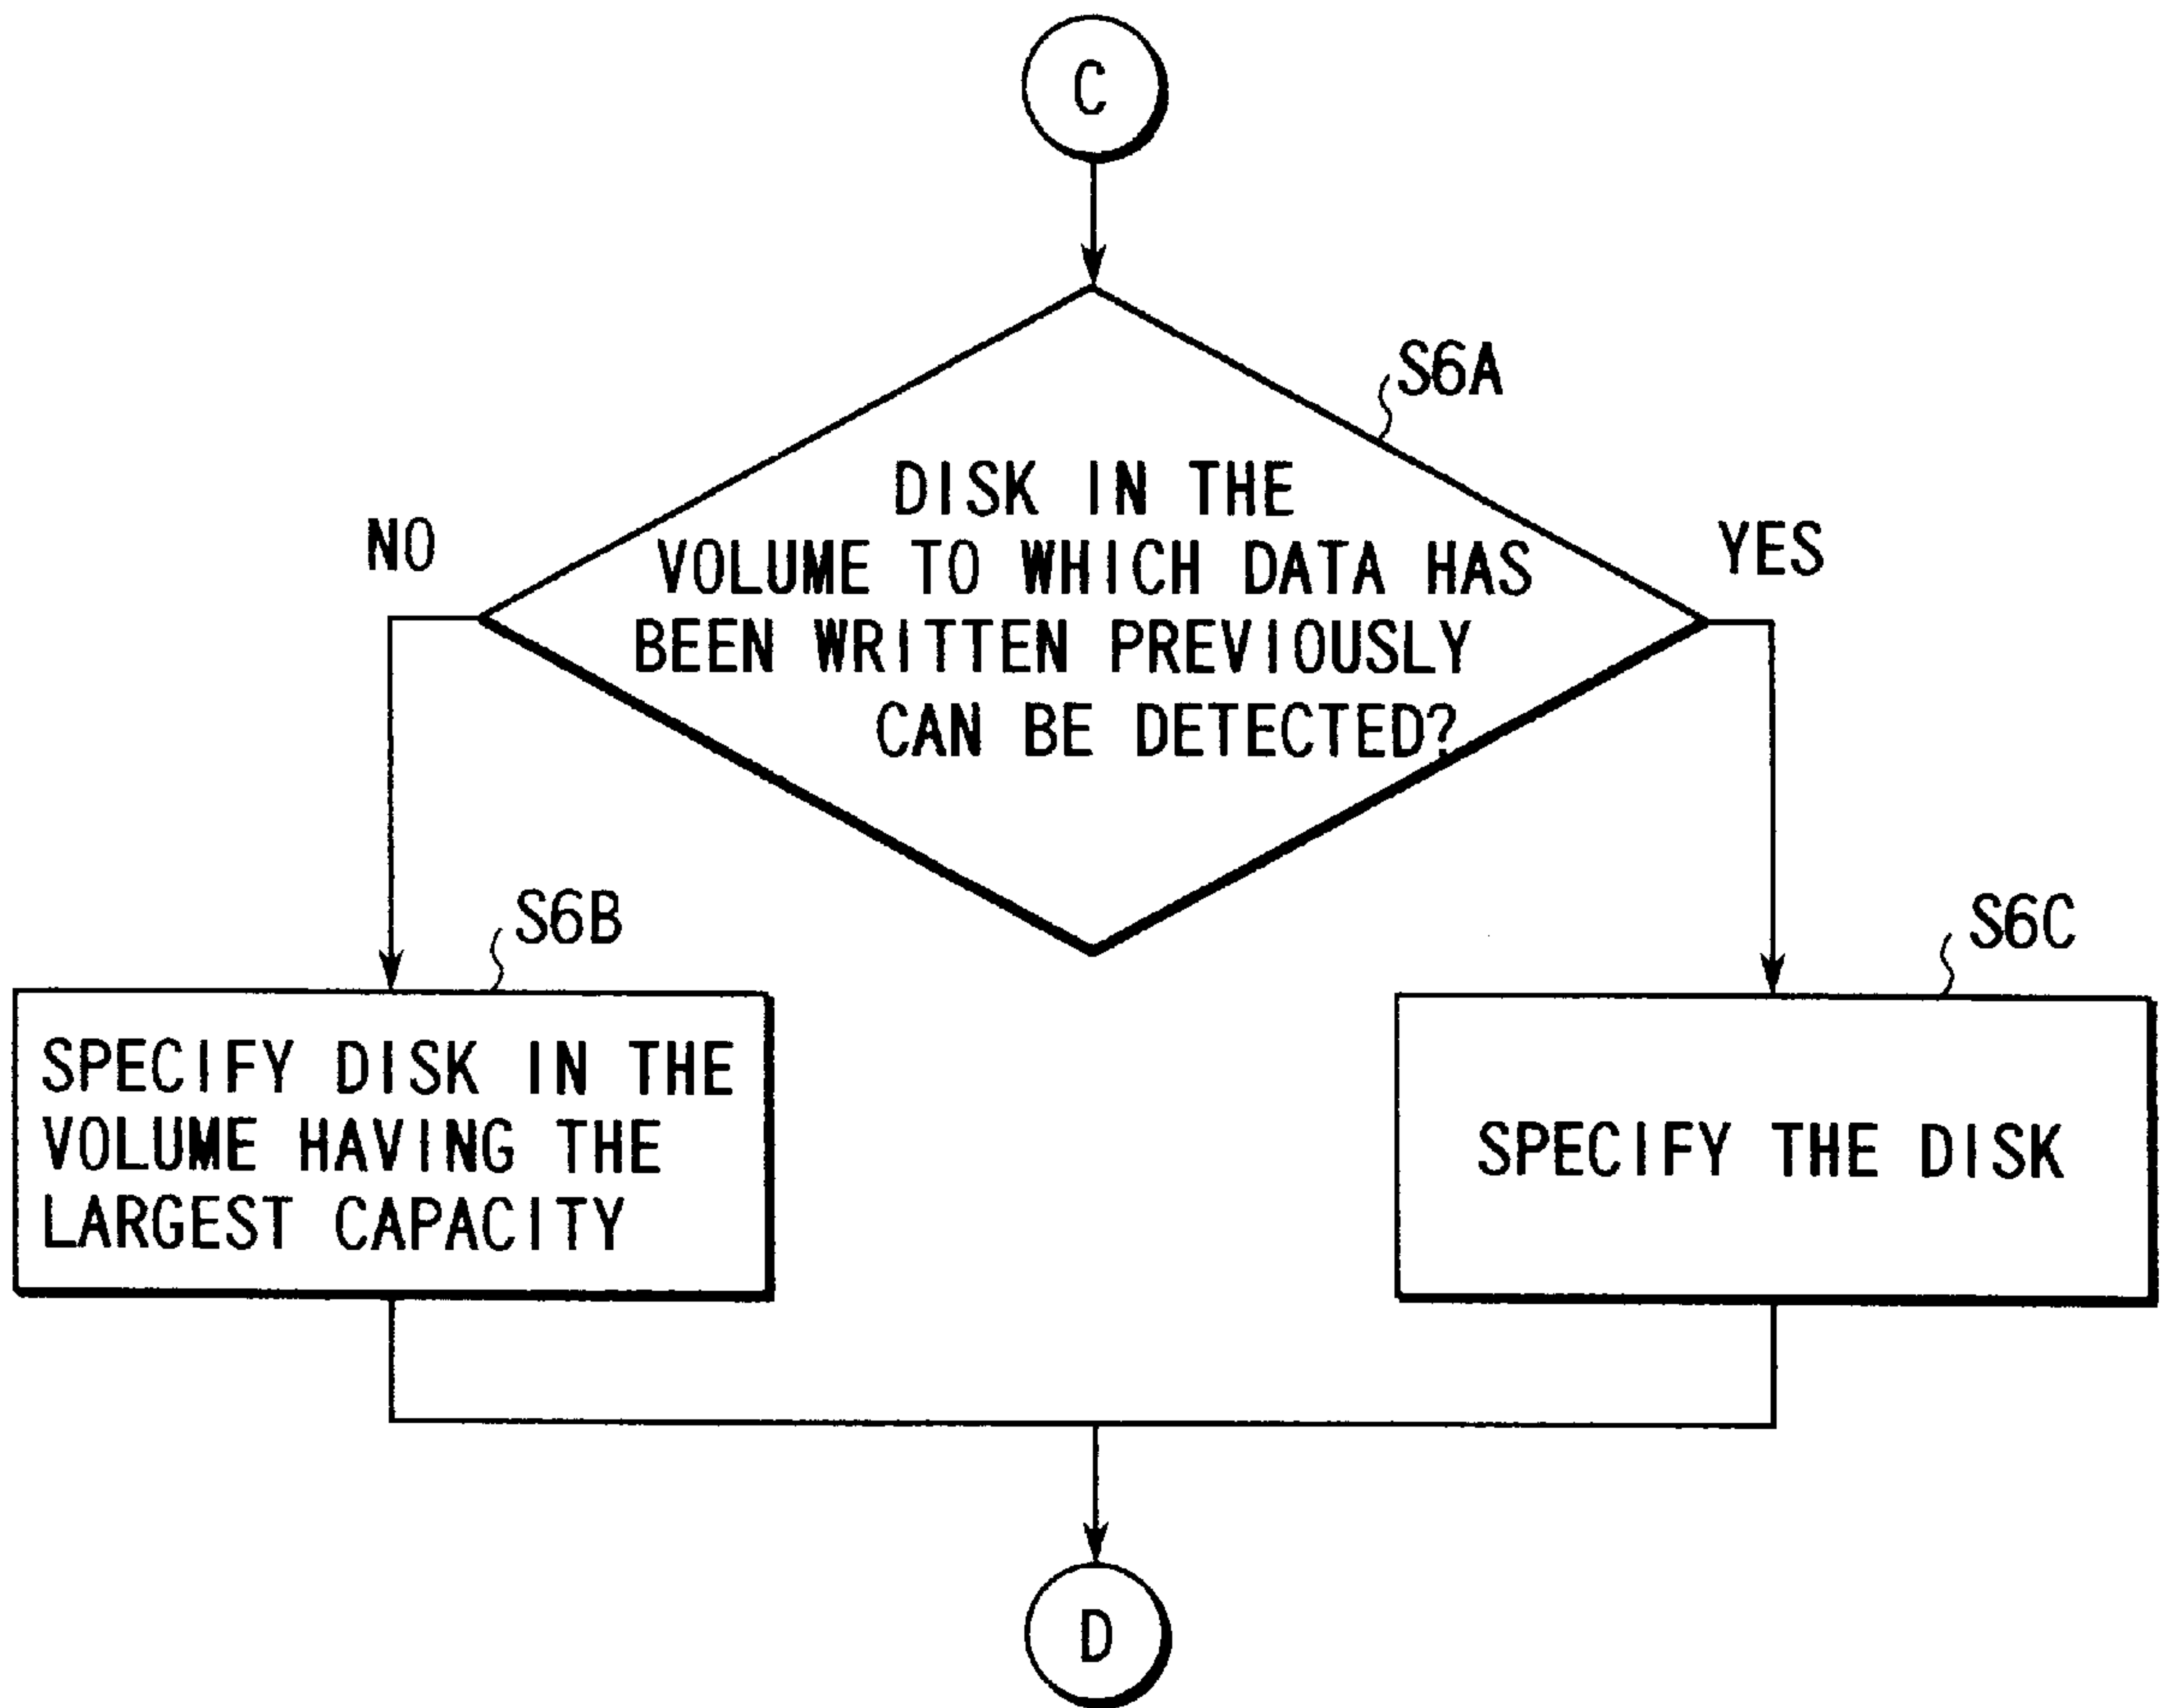 C
S6A
DISK IN THE
VOLUME TO WHICH DATA HAS
BEEN WRITTEN PREVIOUSLY
CAN BE DETECTED?
NO
YES
S6B
SPECIFY DISK IN THE
VOLUME HAVING THE
LARGEST CAPACITY
S6C
SPECIFY THE DISK
D